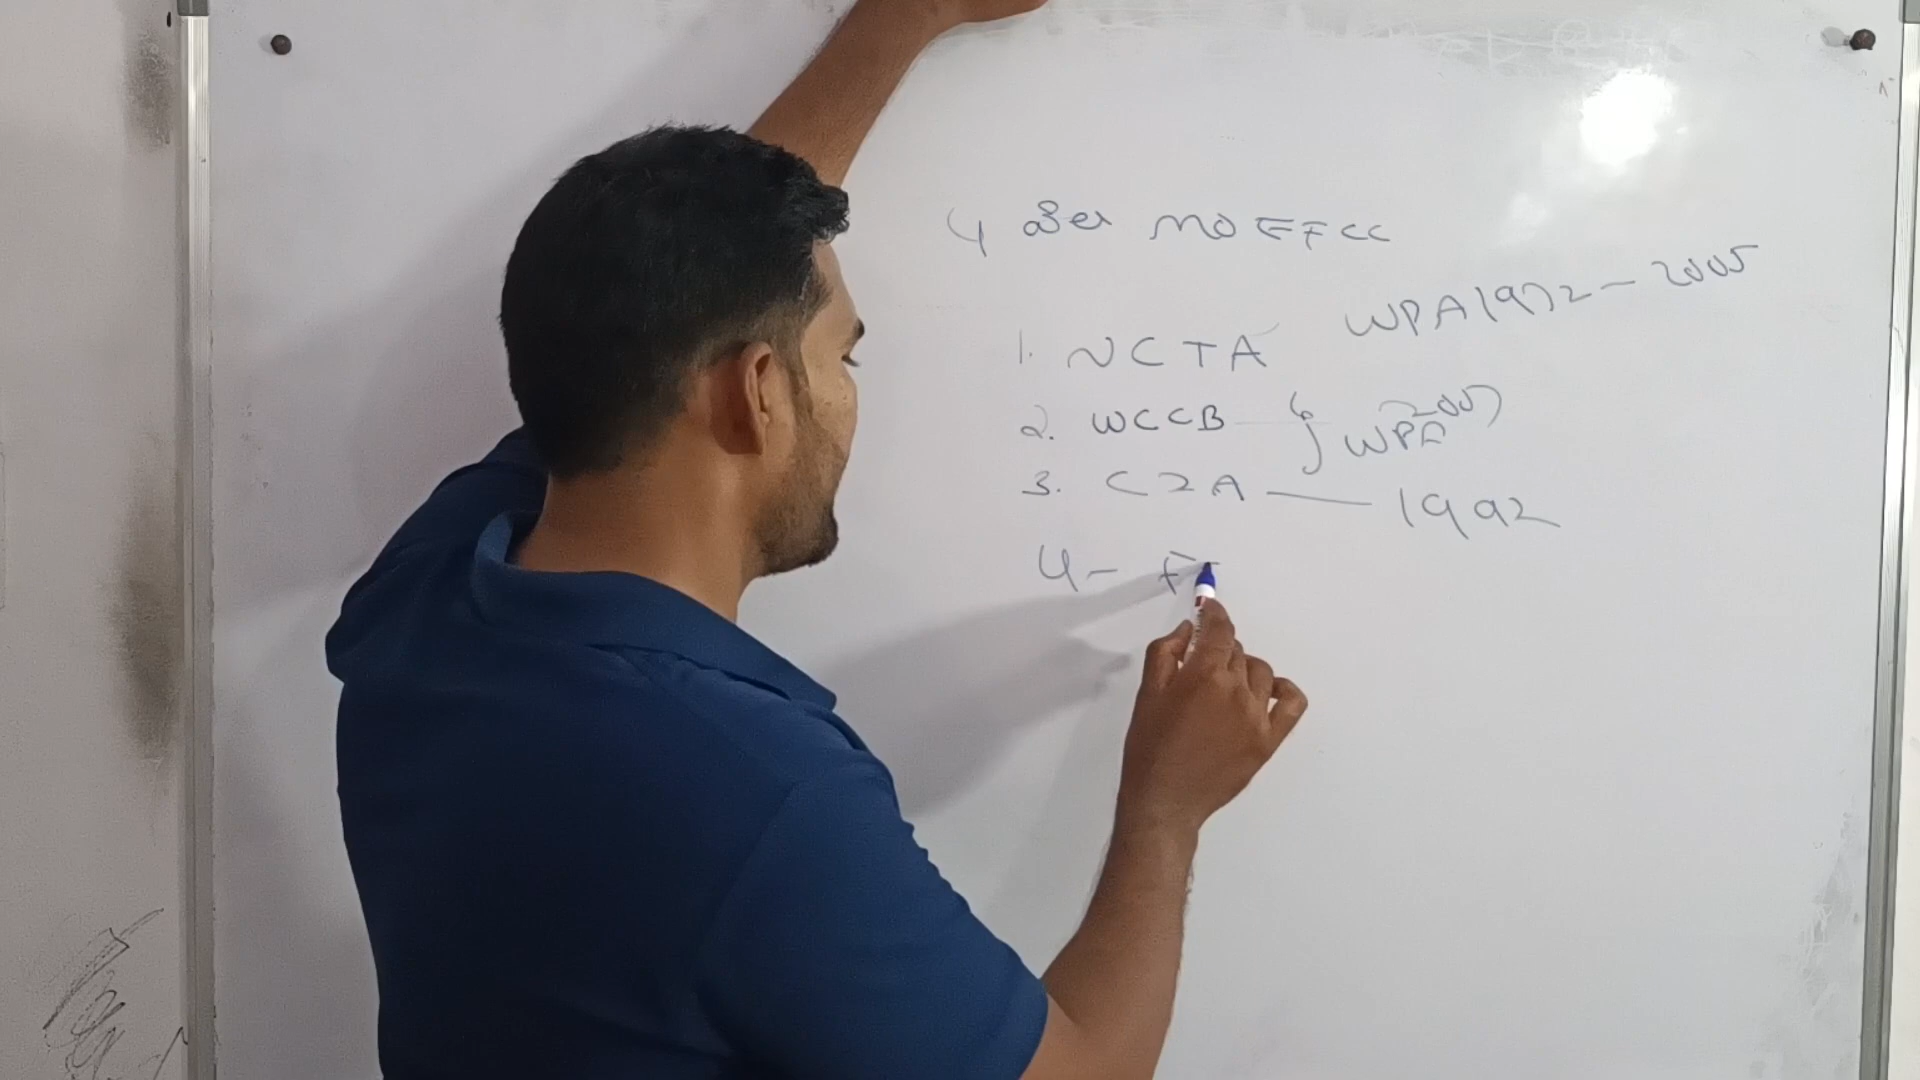 4 ಕೆಲ MOEFCC
1. NCTA WPA 1972 - 2005
2. WCCB WPA 2007
3. CZA — 1992
4 - F